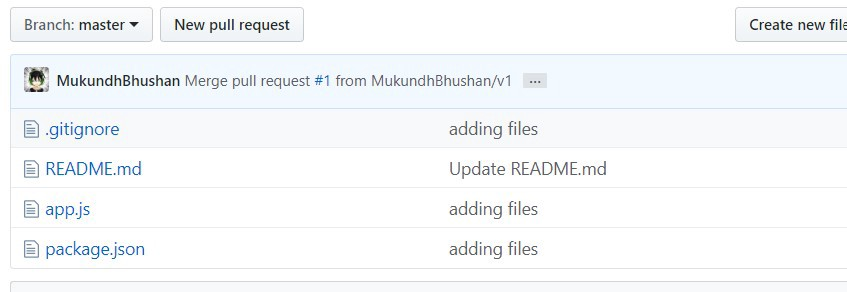 Branch: master New pull request Create new file
MukundhBhushan Merge pull request #1 from MukundhBhushan/v1 ...
.gitignore adding files
README.md Update README.md
app.js adding files
package.json adding files